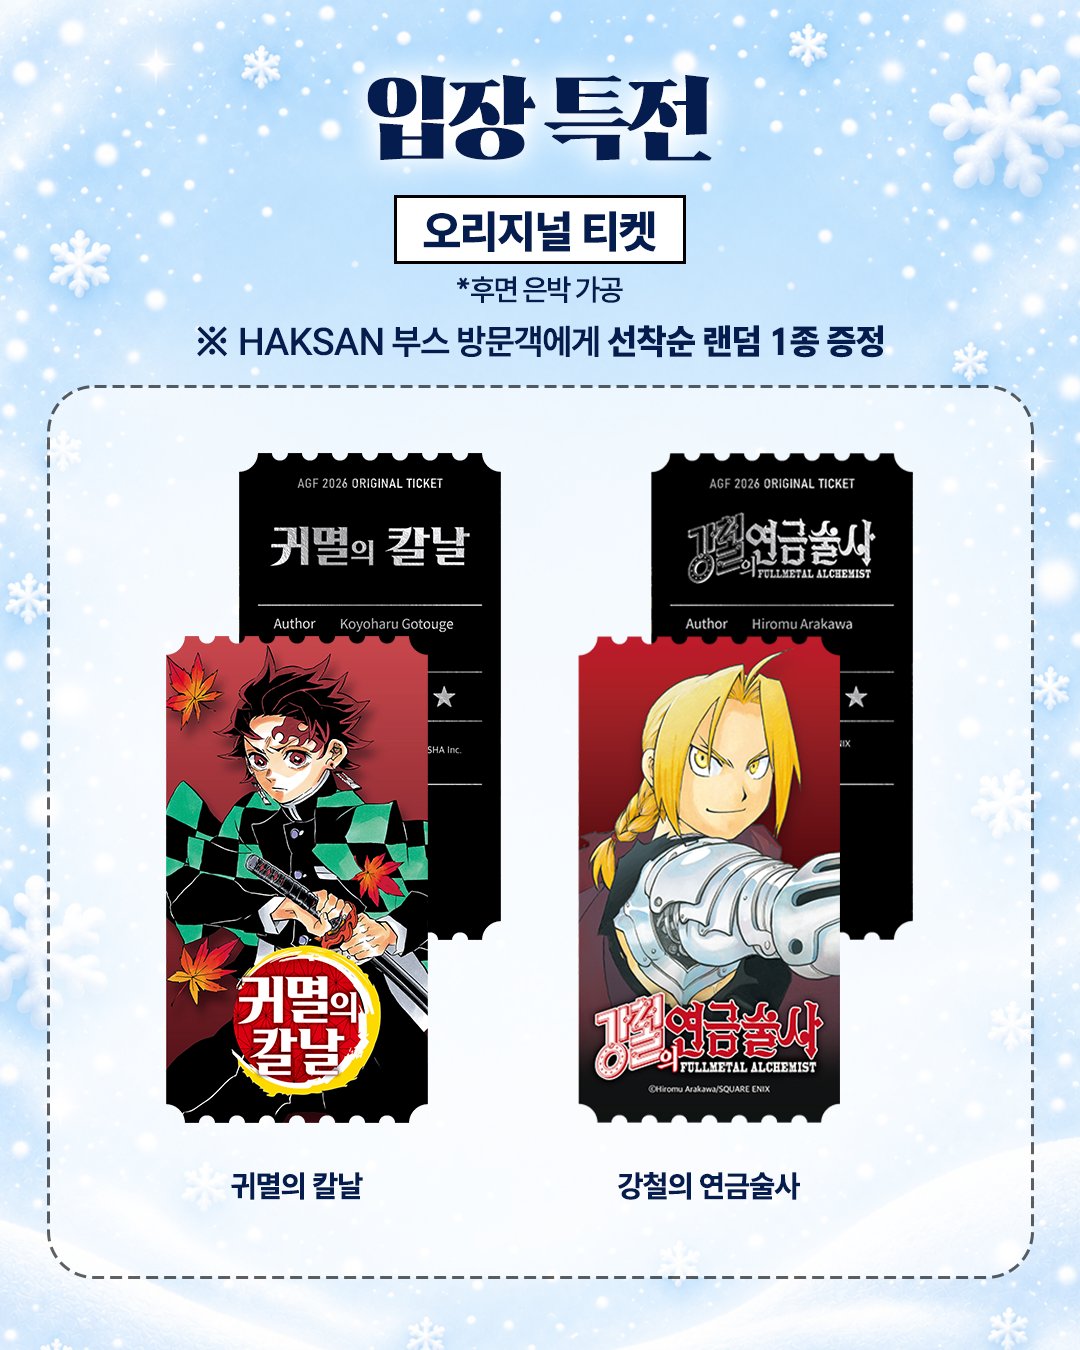 입장 특전
오리지널 티켓
*후면 은박 가공
※ HAKSAN 부스 방문객에게 선착순 랜덤 1종 증정
AGF 2026 ORIGINAL TICKET
귀멸의 칼날
Author Koyoharu Gotouge
SHA Inc.
귀멸의
칼날
귀멸의 칼날
AGF 2026 ORIGINAL TICKET
강철의 연금술사
FULLMETAL ALCHEMIST
Author Hiromu Arakawa
NIX
강철의 연금술사
FULLMETAL ALCHEMIST
©Hiromu Arakawa/SQUARE ENIX
강철의 연금술사